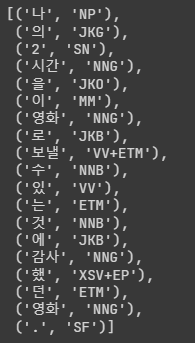 [('나', 'NP'),
('의', 'JKG'),
('2', 'SN'),
('시간', 'NNG'),
('을', 'JKO'),
('이', 'MM'),
('영화', 'NNG'),
('로', 'JKB'),
('보낼', 'VV+ETM'),
('수', 'NNB'),
('있', 'VV'),
('는', 'ETM'),
('것', 'NNB'),
('에', 'JKB'),
('감사', 'NNG'),
('했', 'XSV+EP'),
('던', 'ETM'),
('영화', 'NNG'),
('.', 'SF')]